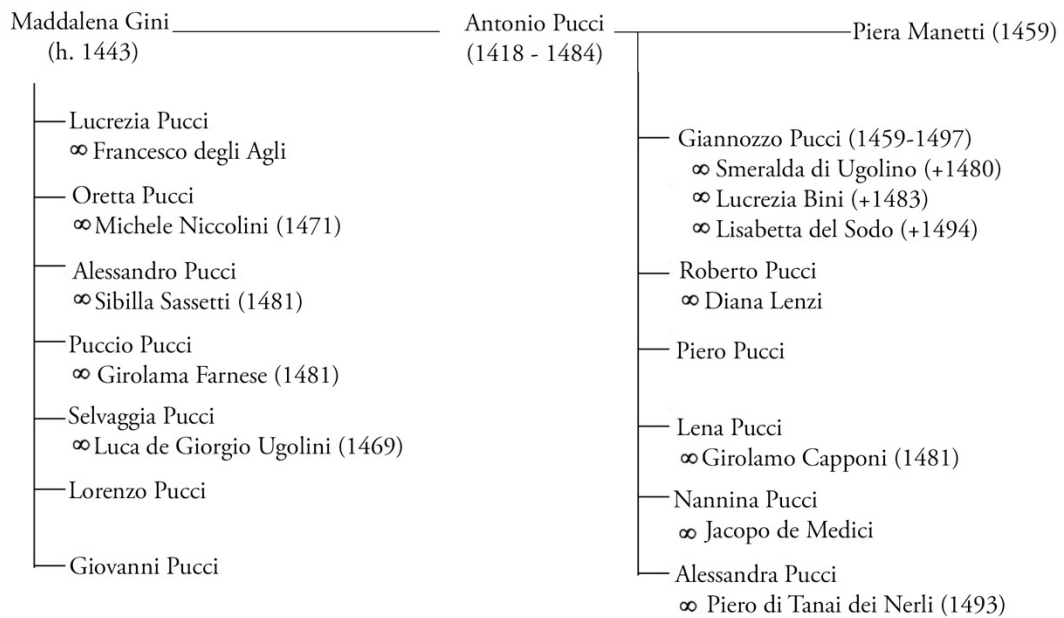 Maddalena Gini
(h. 1443)
Antonio Pucci
(1418 - 1484)
Piera Manetti (1459)
Lucrezia Pucci
∞ Francesco degli Agli
Oretta Pucci
∞ Michele Niccolini (1471)
Alessandro Pucci
∞ Sibilla Sassetti (1481)
Puccio Pucci
∞ Girolama Farnese (1481)
Selvaggia Pucci
∞ Luca de Giorgio Ugolini (1469)
Lorenzo Pucci
Giovanni Pucci
Giannozzo Pucci (1459-1497)
∞ Smeralda di Ugolino (+1480)
∞ Lucrezia Bini (+1483)
∞ Lisabetta del Sodo (+1494)
Roberto Pucci
∞ Diana Lenzi
Piero Pucci
Lena Pucci
∞ Girolamo Capponi (1481)
Nannina Pucci
∞ Jacopo de Medici
Alessandra Pucci
∞ Piero di Tanai dei Nerli (1493)